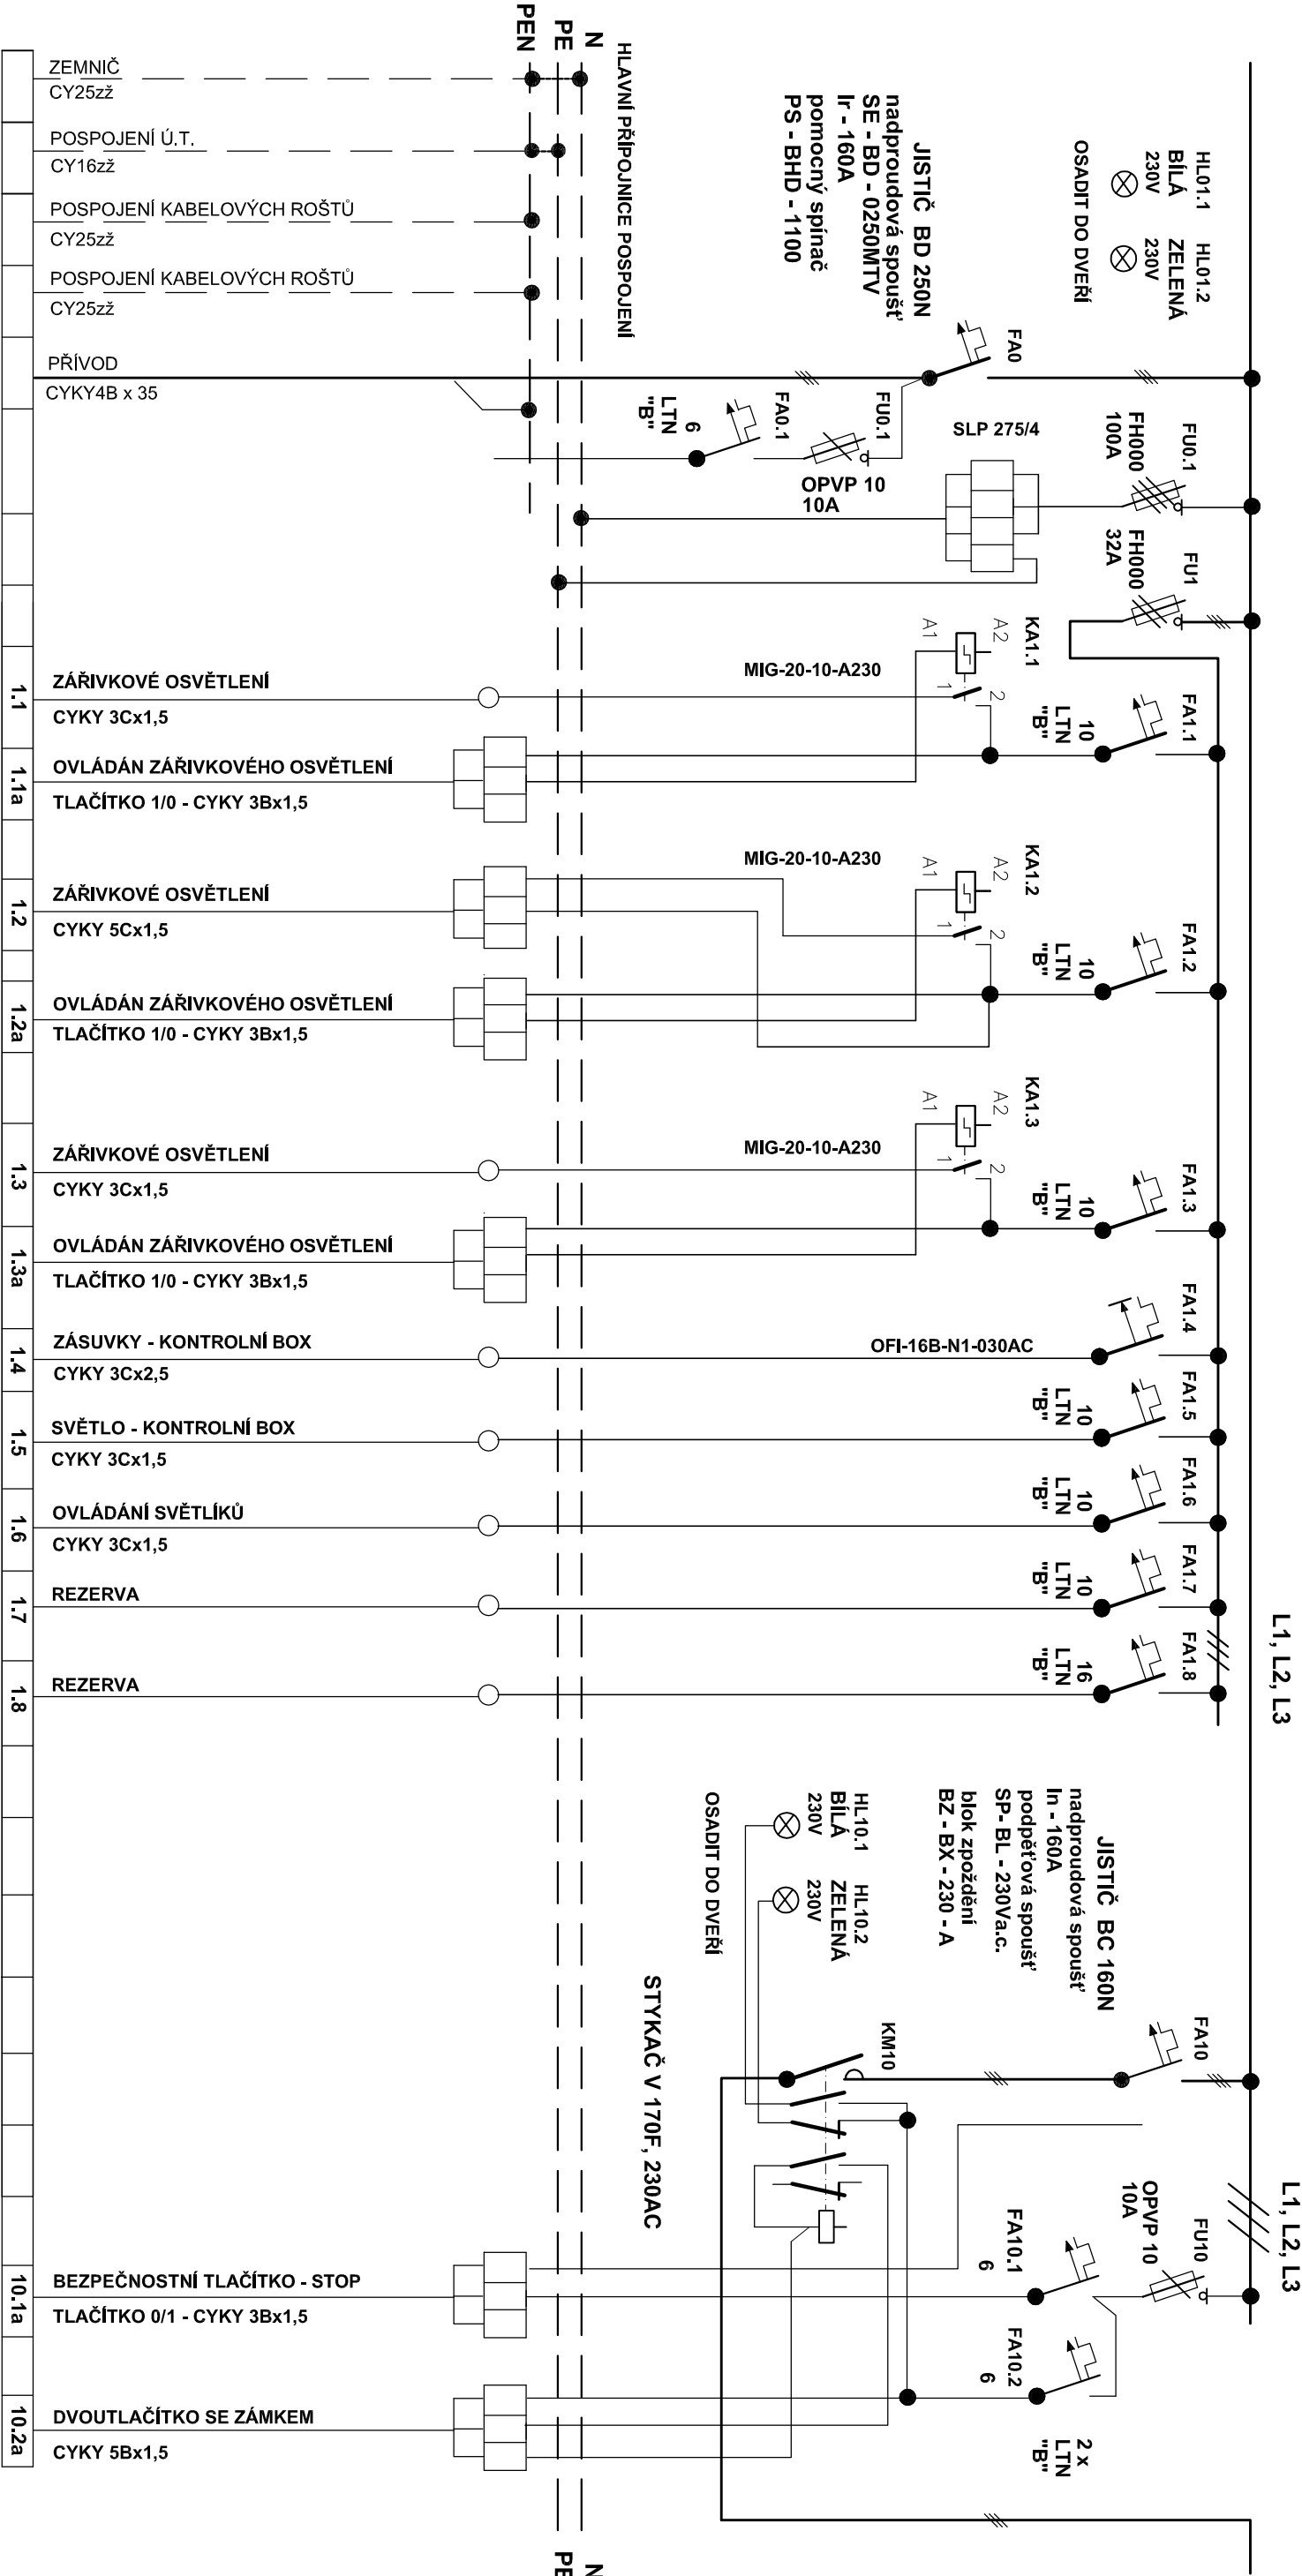 PEN
PE
N
HLAVNÍ PŘÍPOJNICE POSPOJENÍ
ZEMNIČ
CY25zž
POSPOJENÍ Ú.T.
CY16zž
POSPOJENÍ KABELOVÝCH ROŠTŮ
CY25zž
POSPOJENÍ KABELOVÝCH ROŠTŮ
CY25zž
PŘÍVOD
CYKY4B x 35
HL01.1
BÍLÁ
230V
HL01.2
ZELENÁ
230V
OSADIT DO DVEŘÍ
JISTIČ BD 250N
nadproudová spoušť
SE - BD - 0250MTV
Ir - 160A
pomocný spínač
PS - BHD - 1100
FA0
FU0.1
OPVP 10
10A
FA0.1
6
LTN
"B"
SLP 275/4
FU0.1
FH000
100A
FU1
FH000
32A
KA1.1
A2
A1
1
2
MIG-20-10-A230
FA1.1
10
LTN
"B"
1.1
ZÁŘIVKOVÉ OSVĚTLENÍ
CYKY 3Cx1,5
1.1a
OVLÁDÁN ZÁŘIVKOVÉHO OSVĚTLENÍ
TLAČÍTKO 1/0 - CYKY 3Bx1,5
KA1.2
A2
A1
1
2
MIG-20-10-A230
FA1.2
10
LTN
"B"
1.2
ZÁŘIVKOVÉ OSVĚTLENÍ
CYKY 5Cx1,5
1.2a
OVLÁDÁN ZÁŘIVKOVÉHO OSVĚTLENÍ
TLAČÍTKO 1/0 - CYKY 3Bx1,5
KA1.3
A2
A1
1
2
MIG-20-10-A230
FA1.3
10
LTN
"B"
1.3
ZÁŘIVKOVÉ OSVĚTLENÍ
CYKY 3Cx1,5
1.3a
OVLÁDÁN ZÁŘIVKOVÉHO OSVĚTLENÍ
TLAČÍTKO 1/0 - CYKY 3Bx1,5
FA1.4
OFI-16B-N1-030AC
1.4
ZÁSUVKY - KONTROLNÍ BOX
CYKY 3Cx2,5
FA1.5
10
LTN
"B"
1.5
SVĚTLO - KONTROLNÍ BOX
CYKY 3Cx1,5
FA1.6
10
LTN
"B"
1.6
OVLÁDÁNÍ SVĚTLÍKŮ
CYKY 3Cx1,5
FA1.7
10
LTN
"B"
1.7
REZERVA
FA1.8
16
LTN
"B"
1.8
REZERVA
L1, L2, L3
JISTIČ BC 160N
nadproudová spoušť
In - 160A
podpěťová spoušť
SP- BL - 230Va.c.
blok zpoždění
BZ - BX - 230 - A
HL10.1
BÍLÁ
230V
HL10.2
ZELENÁ
230V
OSADIT DO DVEŘÍ
STYKAČ V 170F, 230AC
KM10
FA10
L1, L2, L3
FU10
OPVP 10
10A
FA10.1
6
FA10.2
6
2 x
LTN
"B"
10.1a
BEZPEČNOSTNÍ TLAČÍTKO - STOP
TLAČÍTKO 0/1 - CYKY 3Bx1,5
10.2a
DVOUTLAČÍTKO SE ZÁMKEM
CYKY 5Bx1,5
N
PE